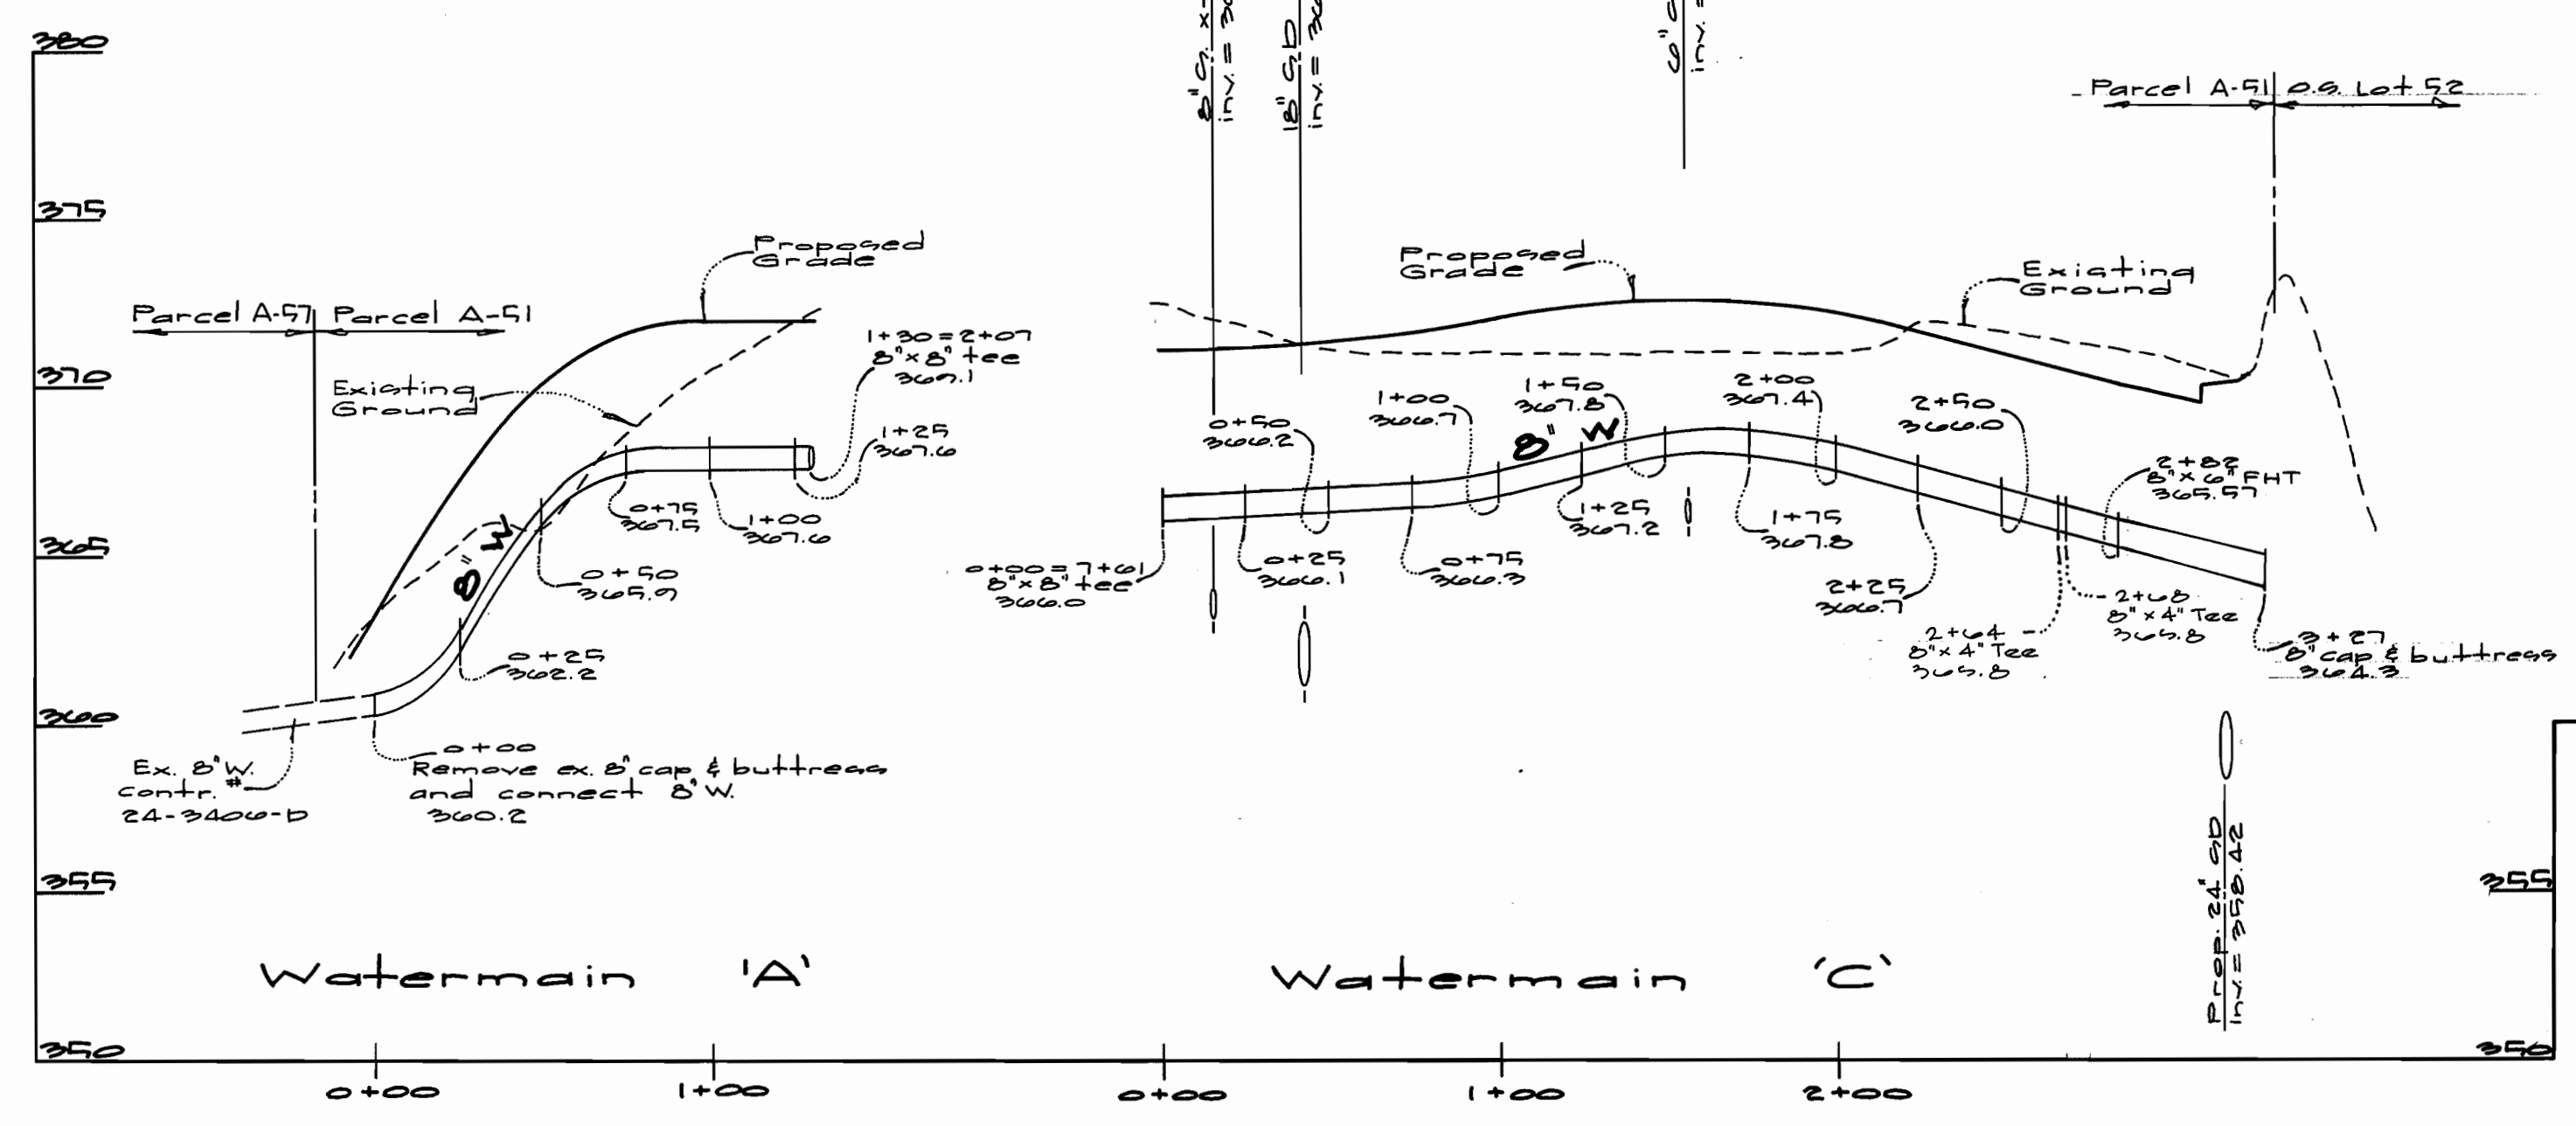 380
375
370
365
360
355
350
Parcel A-57
Parcel A-51
Proposed
Grade
Existing
Ground
1+30=2+07
8"x8" tee
1+25
367.6
0+75
367.5
1+00
367.6
8" W
0+50
365.9
0+25
362.2
0+00
Remove ex. 8" cap & buttress
and connect 8" W.
360.2
Ex. 8" W.
contr. #
24-3406-D
Watermain 'A'
0+00
1+00
18" SD
Parcel A-51
O.S. Lot 52
Proposed
Grade
Existing
Ground
0+50
366.2
1+00
366.7
1+50
367.8
2+00
367.4
2+50
366.0
8" W
2+82
8"x6" FHT
365.57
0+00=7+61
8"x8" tee
366.0
0+25
366.1
0+75
366.3
1+25
367.2
1+75
367.8
2+25
366.7
2+64
8"x4" Tee
365.8
2+68
8"x4" Tee
365.8
3+27
8" cap & buttress
364.3
Prop. 24" SD
inv.= 358.42
Watermain 'C'
0+00
1+00
2+00
355
350